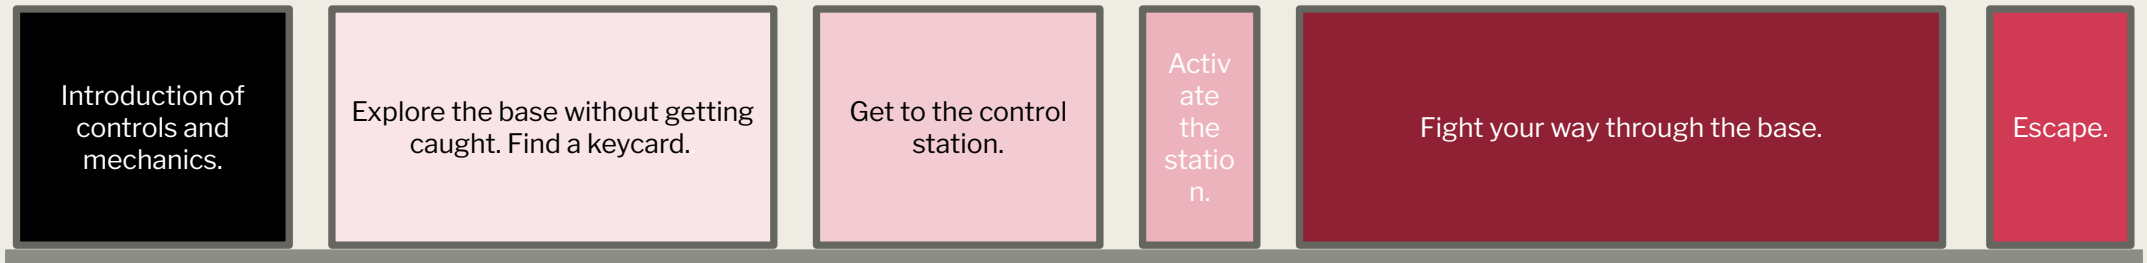 Introduction of
controls and
mechanics.
Explore the base without getting
caught. Find a keycard.
Get to the control
station.
Activ
ate
the
statio
n.
Fight your way through the base.
Escape.